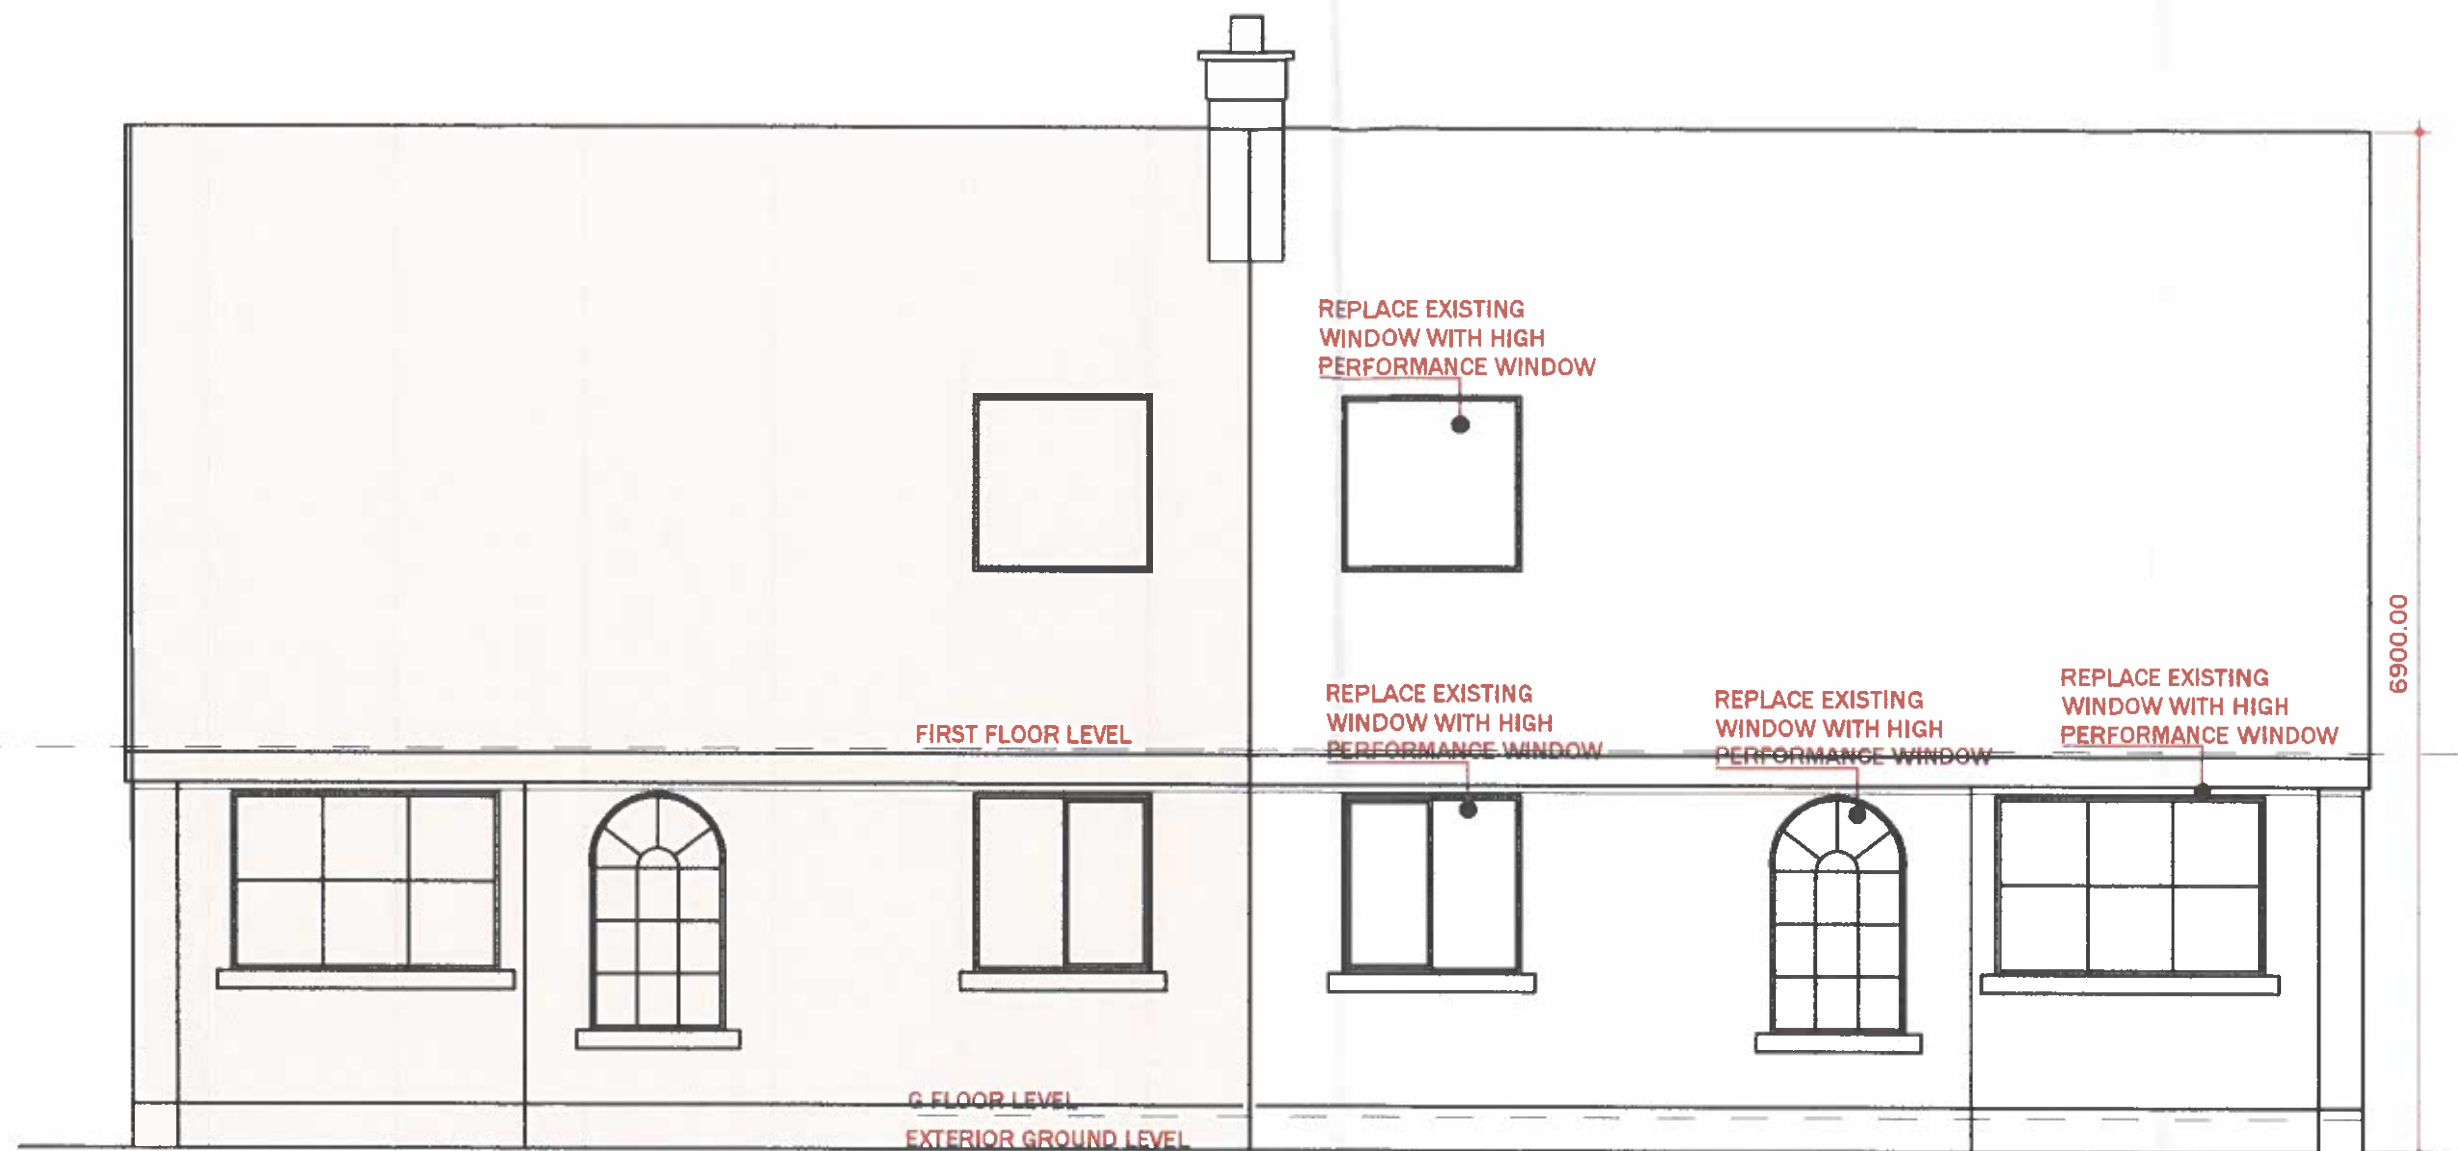 REPLACE EXISTING
WINDOW WITH HIGH
PERFORMANCE WINDOW
6900.00
REPLACE EXISTING
WINDOW WITH HIGH
PERFORMANCE WINDOW
REPLACE EXISTING
WINDOW WITH HIGH
PERFORMANCE WINDOW
REPLACE EXISTING
WINDOW WITH HIGH
PERFORMANCE WINDOW
FIRST FLOOR LEVEL
G FLOOR LEVEL
EXTERIOR GROUND LEVEL